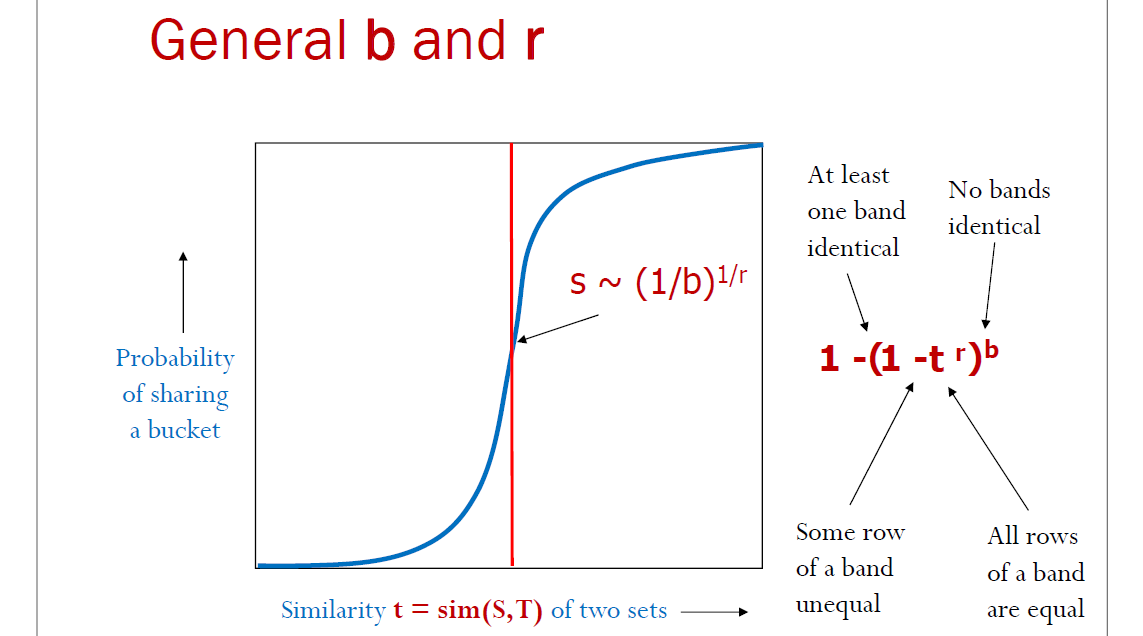 General b and r
At least
one band
identical
No bands
identical
s ~ (1/b)^1/r
Probability
of sharing
a bucket
1 -(1 -t ^r)^b
Some row
of a band
unequal
All rows
of a band
are equal
Similarity t = sim(S,T) of two sets